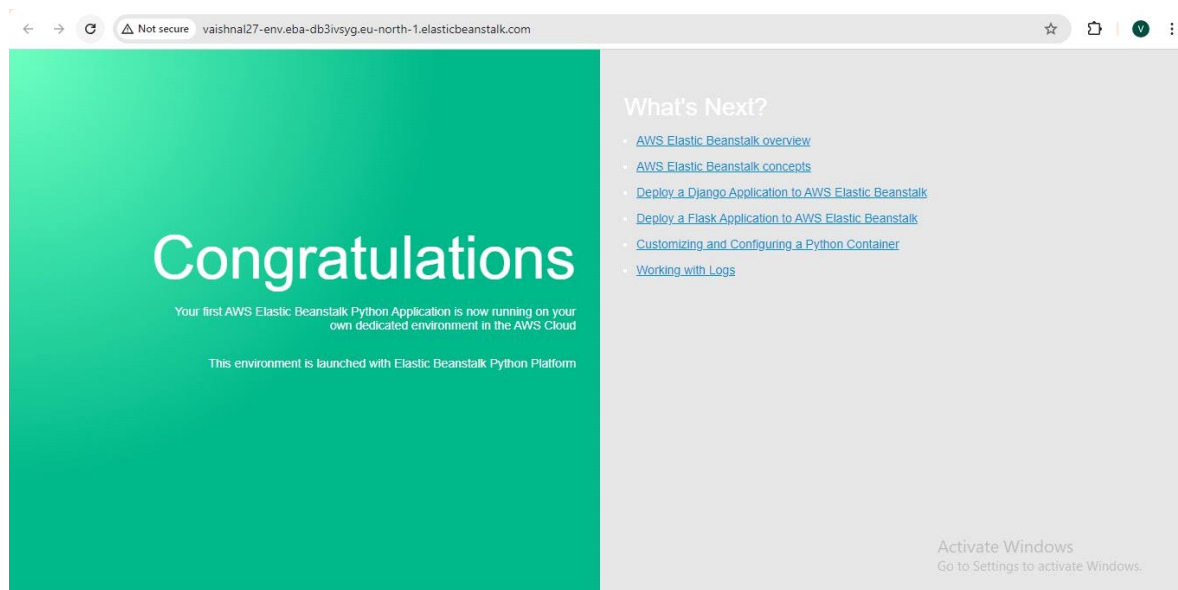 Not secure vaishnal27-env.eba-db3ivsyg.eu-north-1.elasticbeanstalk.com
V
Congratulations
Your first AWS Elastic Beanstalk Python Application is now running on your
own dedicated environment in the AWS Cloud
This environment is launched with Elastic Beanstalk Python Platform
What's Next?
AWS Elastic Beanstalk overview
AWS Elastic Beanstalk concepts
Deploy a Django Application to AWS Elastic Beanstalk
Deploy a Flask Application to AWS Elastic Beanstalk
Customizing and Configuring a Python Container
Working with Logs
Activate Windows
Go to Settings to activate Windows.